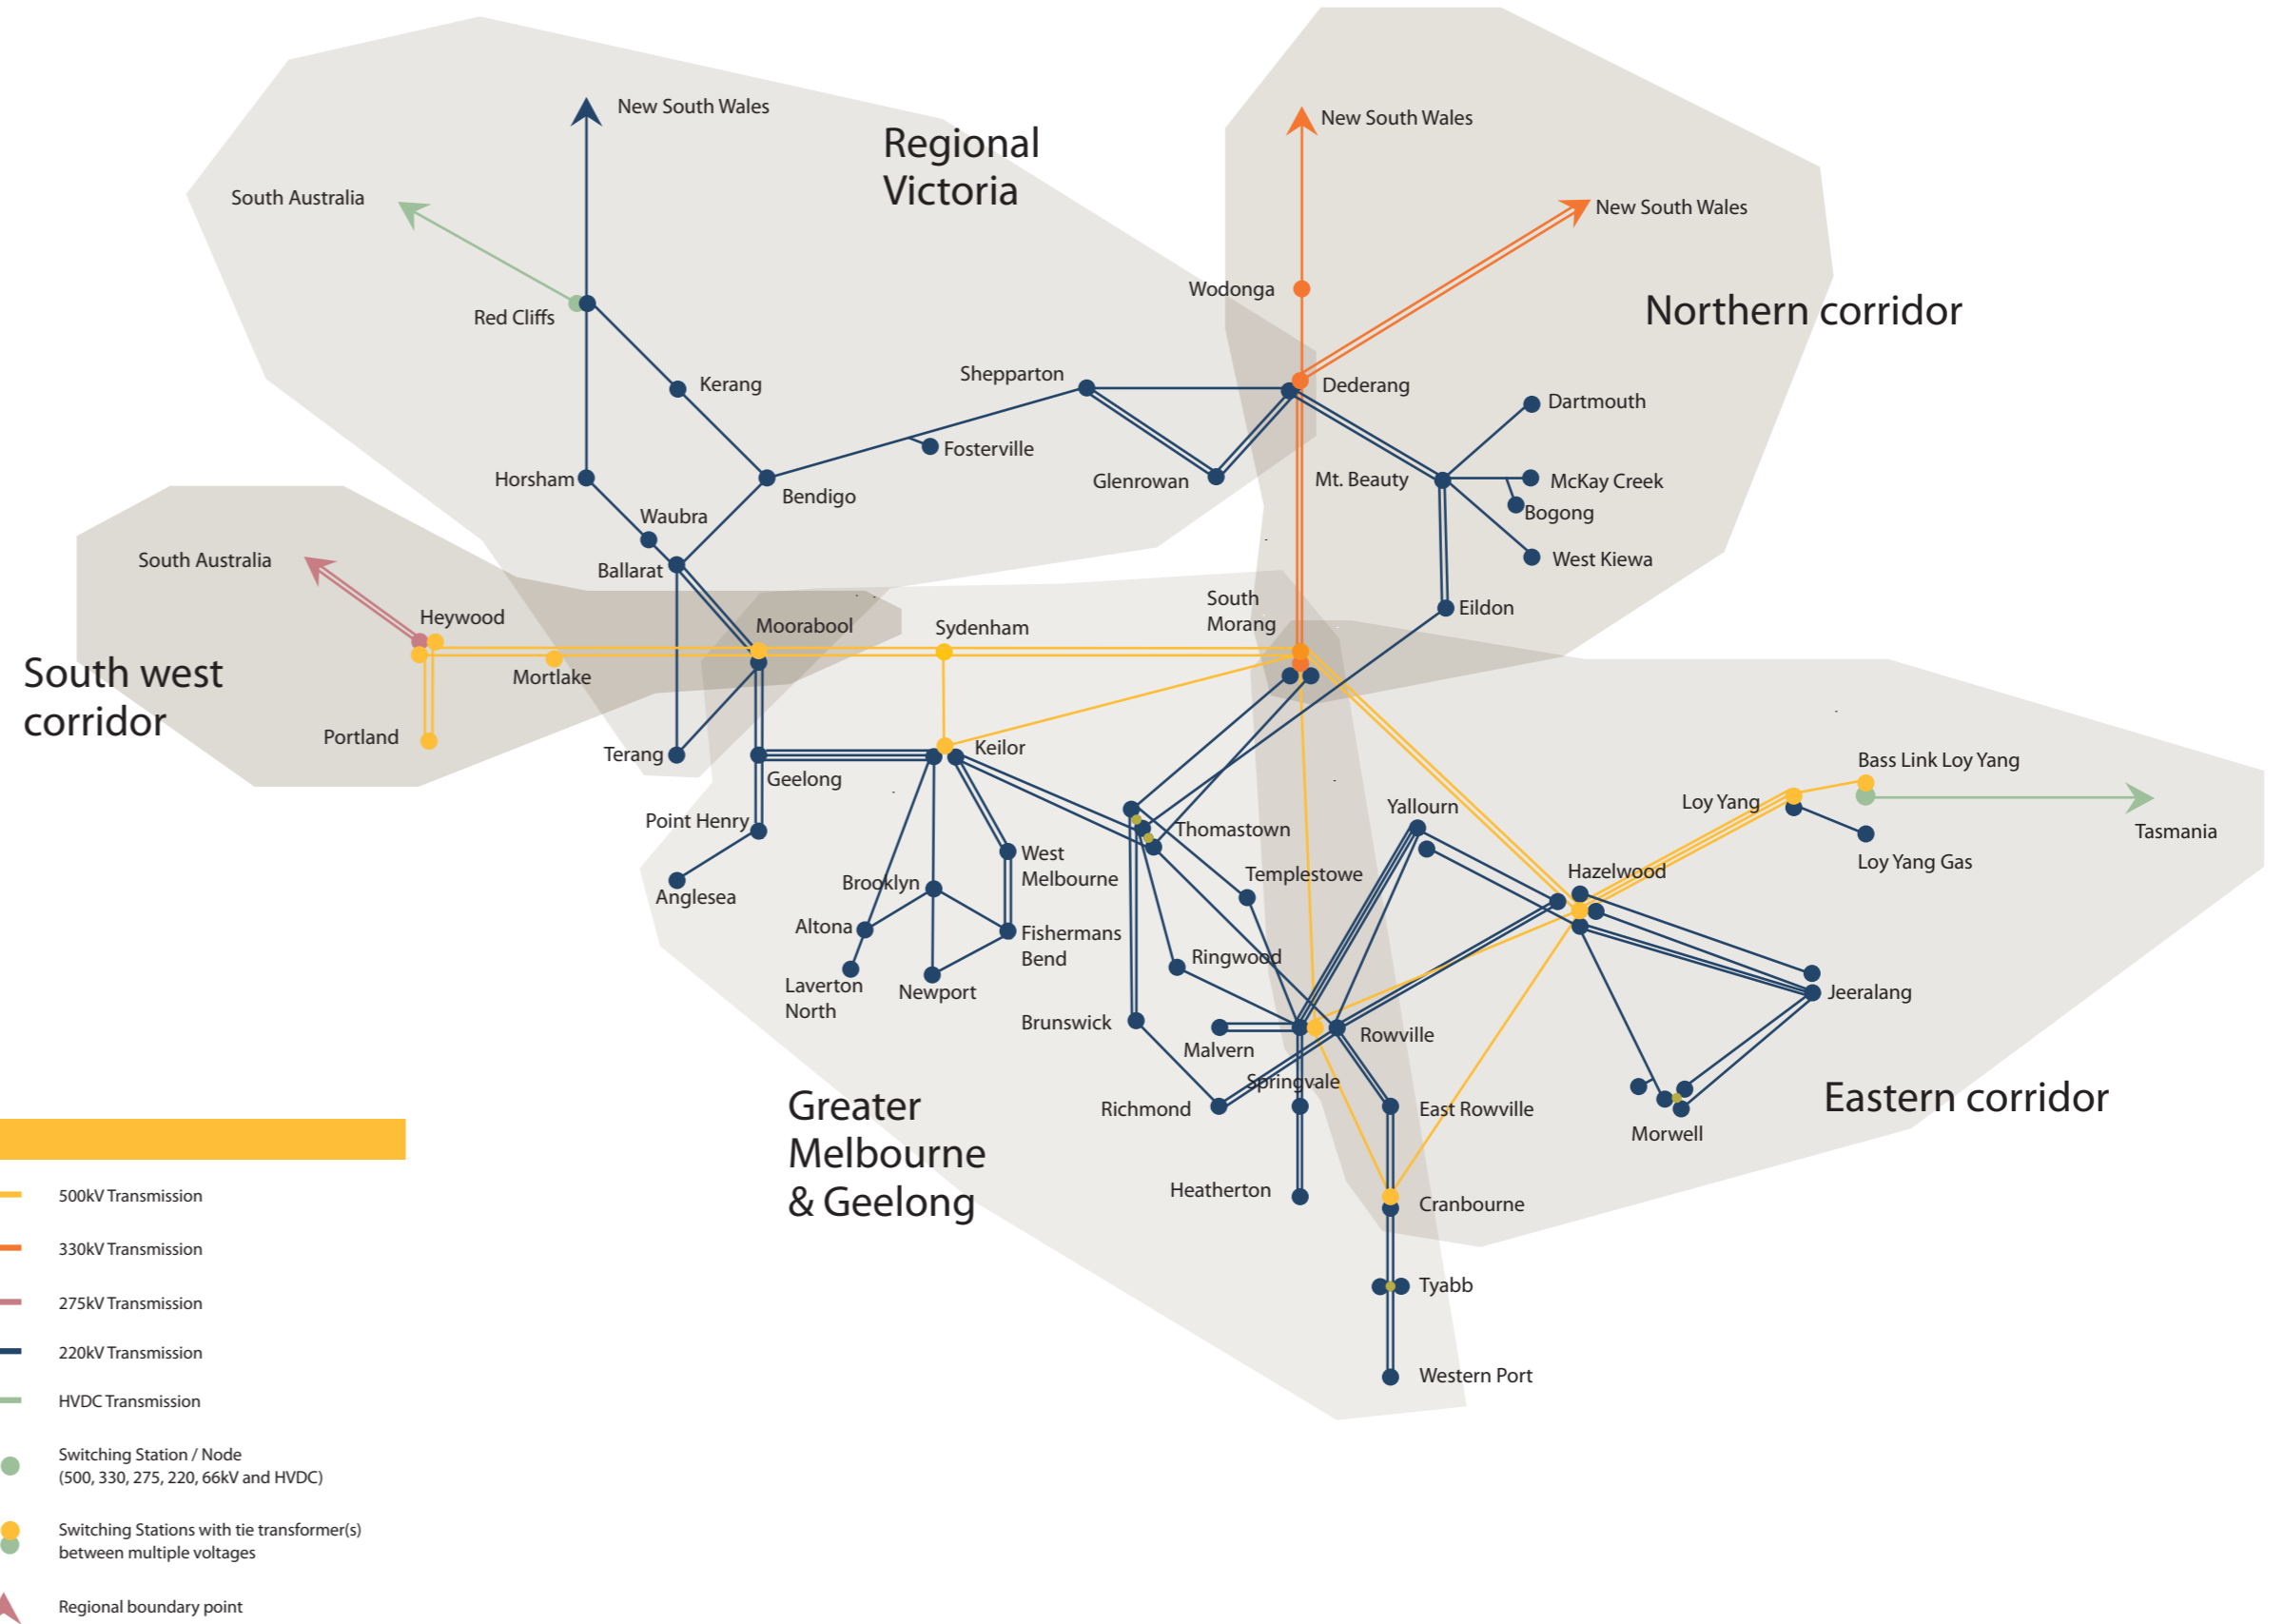 New South Wales
New South Wales
Regional
Victoria
South Australia
New South Wales
Wodonga
Northern corridor
Red Cliffs
Shepparton
Kerang
Dederang
Dartmouth
Fosterville
Horsham
Glenrowan
Mt. Beauty
McKay Creek
Bendigo
Bogong
Waubra
South Australia
Ballarat
West Kiewa
Heywood
Moorabool
Sydenham
South
Morang
Eildon
South west
corridor
Mortlake
Portland
Terang
Keilor
Geelong
Bass Link Loy Yang
Loy Yang
Yallourn
Point Henry
Thomastown
Tasmania
West
Melbourne
Loy Yang Gas
Templestowe
Hazelwood
Brooklyn
Anglesea
Altona
Fishermans
Bend
Ringwood
Laverton
North
Newport
Jeeralang
Brunswick
Malvern
Rowville
Springvale
Greater
Melbourne
& Geelong
Richmond
East Rowville
Eastern corridor
Morwell
Heatherton
Cranbourne
Tyabb
Western Port
500kV Transmission
330kV Transmission
275kV Transmission
220kV Transmission
HVDC Transmission
Switching Station / Node
(500, 330, 275, 220, 66kV and HVDC)
Switching Stations with tie transformer(s)
between multiple voltages
Regional boundary point